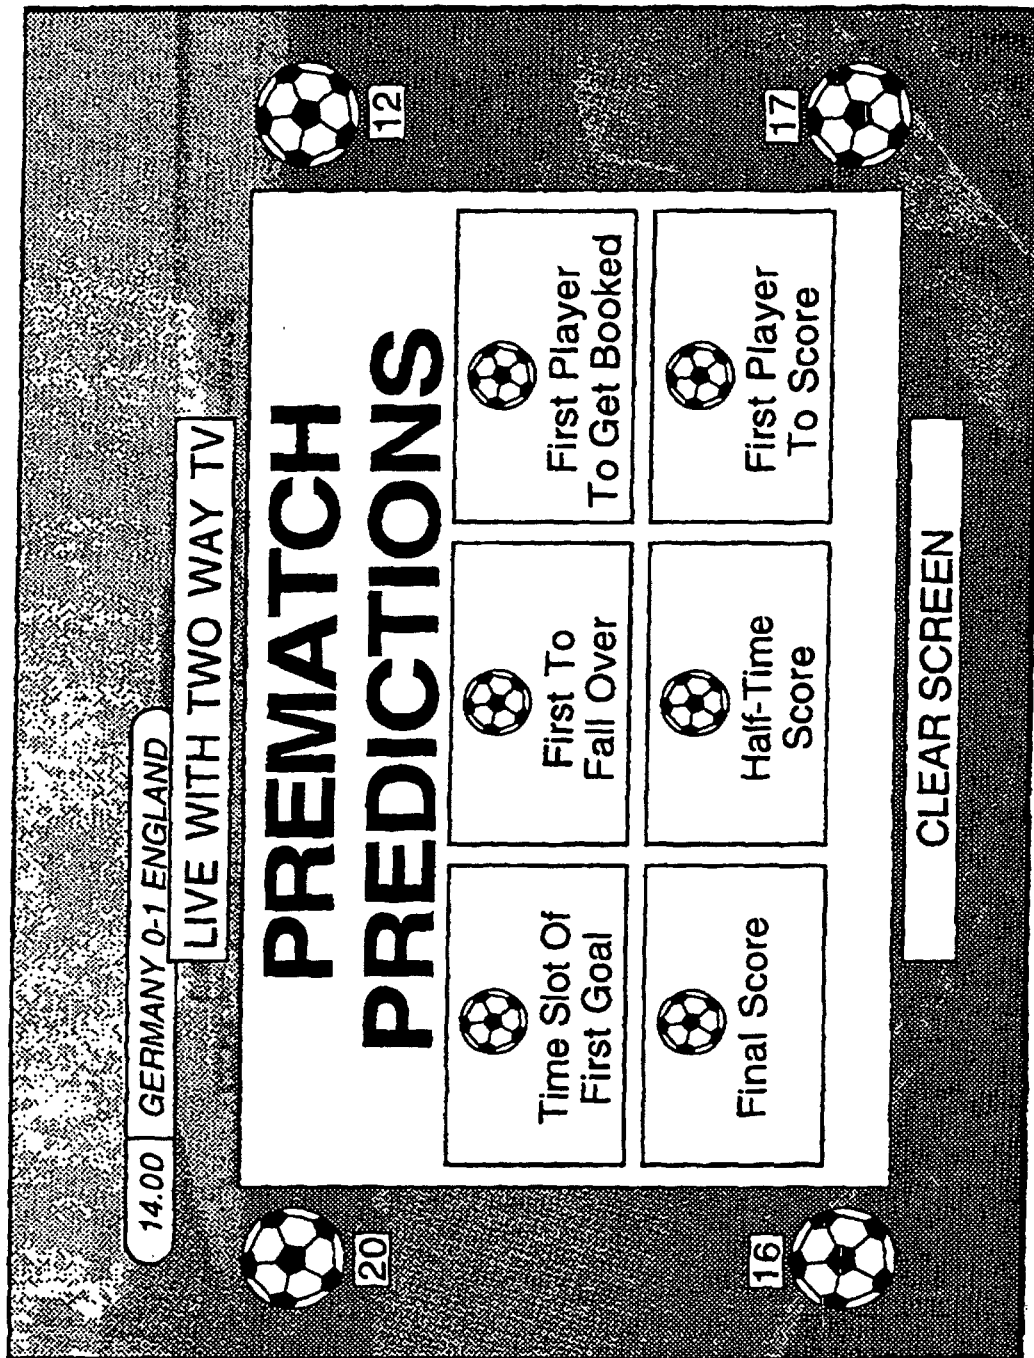 14.00 GERMANY 0-1 ENGLAND
LIVE WITH TWO WAY TV
PREMATCH
PREDICTIONS
20
12
Time Slot Of
First Goal
First To
Fall Over
First Player
To Get Booked
Final Score
Half-Time
Score
First Player
To Score
16
17
CLEAR SCREEN